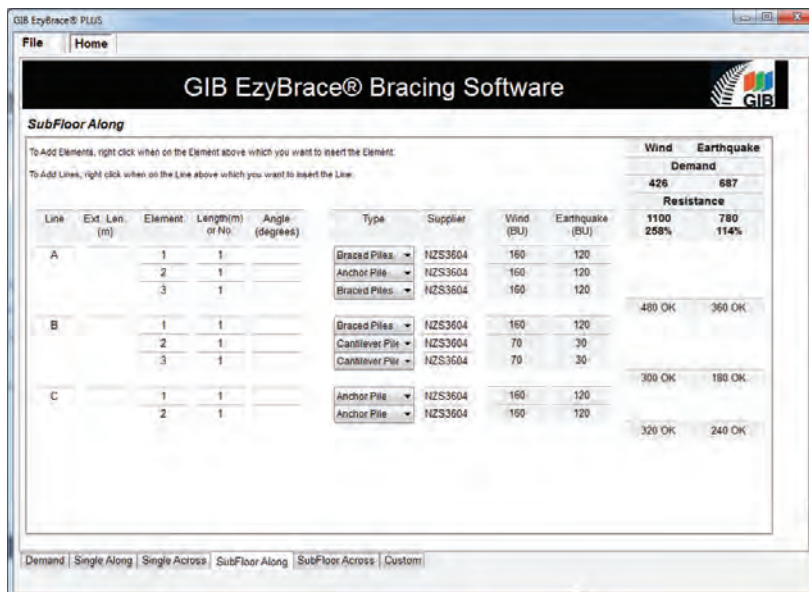 GIB EzyBrace® PLUS
File Home
GIB EzyBrace® Bracing Software
GIB
SubFloor Along
To Add Elements, right click when on the Element above which you want to insert the Element.
To Add Lines, right click when on the Line above which you want to insert the Line
Wind Earthquake
Demand
426 687
Resistance
1100 780
258% 114%
Line Ext. Len. (m) Element Length(m) or No. Angle (degrees) Type Supplier Wind (BU) Earthquake (BU)
A 1 1 Braced Piles NZS3604 160 120
2 1 Anchor Pile NZS3604 160 120
3 1 Braced Piles NZS3604 160 120
480 OK 360 OK
B 1 1 Braced Piles NZS3604 160 120
2 1 Cantilever Pile NZS3604 70 30
3 1 Cantilever Pile NZS3604 70 30
300 OK 180 OK
C 1 1 Anchor Pile NZS3604 160 120
2 1 Anchor Pile NZS3604 160 120
320 OK 240 OK
Demand Single Along Single Across SubFloor Along SubFloor Across Custom